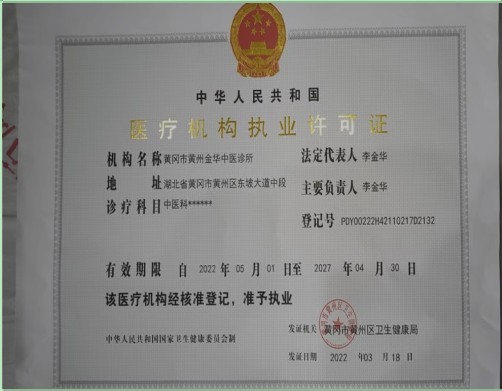 中华人民共和国
医疗机构执业许可证
机构名称 黄冈市黄州金华中医诊所
法定代表人 李金华
地址 湖北省黄冈市黄州区东坡大道中段
主要负责人 李金华
诊疗科目 中医科******
登记号 PDY00222H42110217D2132
有效期限 自 2022 年 05 月 01 日至 2027 年 04 月 30 日
该医疗机构经核准登记，准予执业
中华人民共和国国家卫生健康委员会制
发证机关 黄冈市黄州区卫生健康局
发证日期 2022 年 03 月 18 日